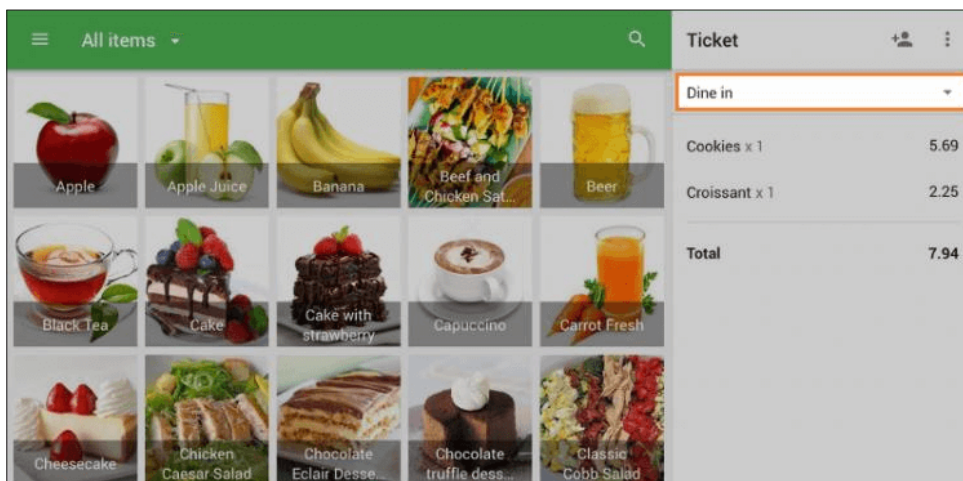 All items
Ticket
Dine in
Cookies x 1 5.69
Croissant x 1 2.25
Total 7.94
Apple
Apple Juice
Banana
Beef and
Chicken Sat...
Beer
Black Tea
Cake
Cake with
strawberry
Capuccino
Carrot Fresh
Cheesecake
Chicken
Caesar Salad
Chocolate
Eclair Desse...
Chocolate
truffle dess...
Classic
Cobb Salad